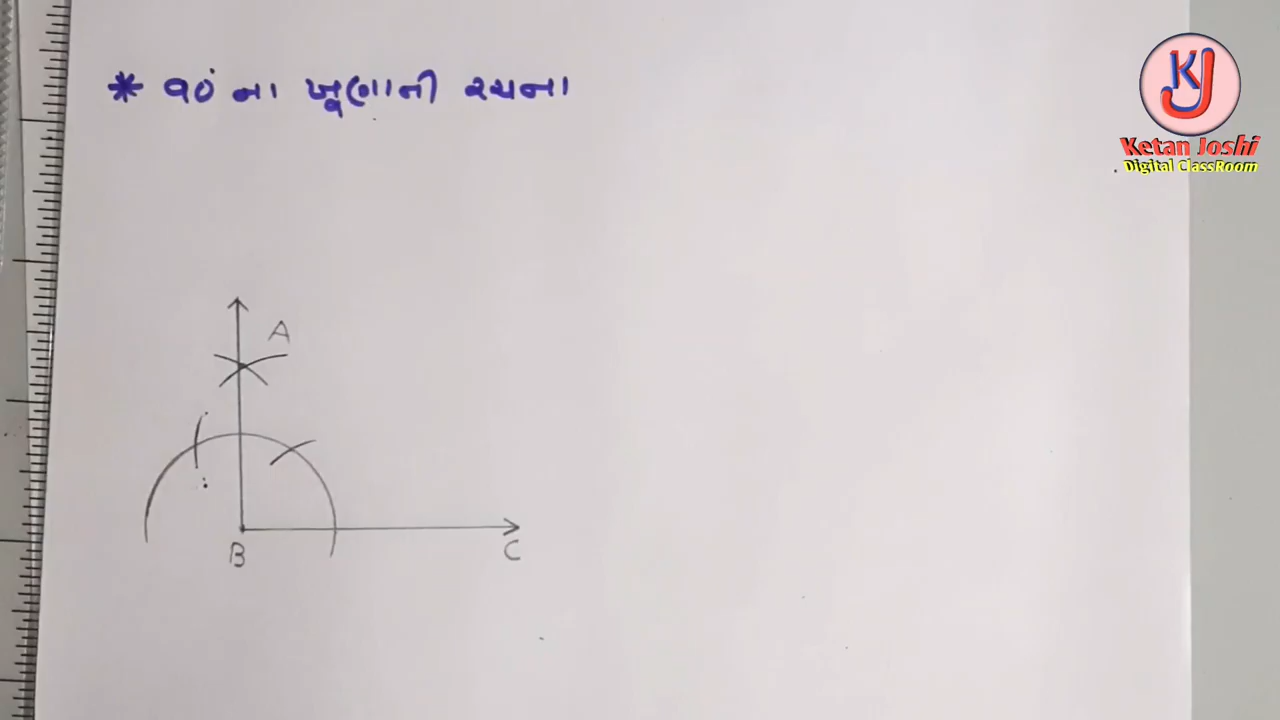 * ૯૦° ના ખૂણાની રચના
KJ
Ketan Joshi
Digital ClassRoom
A
B
C